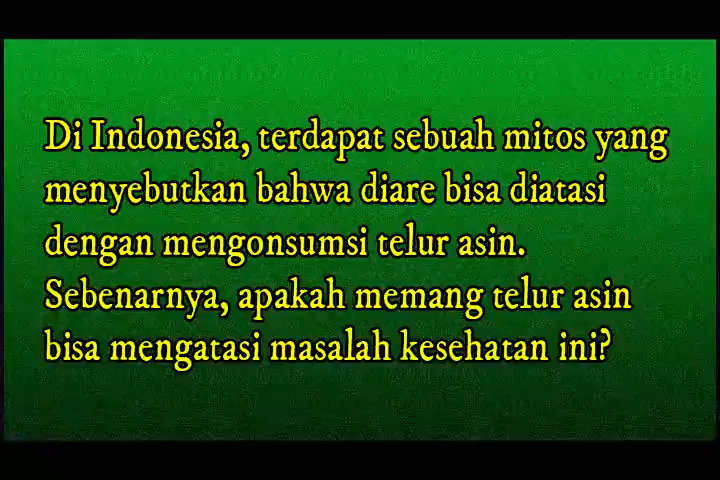 Di Indonesia, terdapat sebuah mitos yang
menyebutkan bahwa diare bisa diatasi
dengan mengonsumsi telur asin.
Sebenarnya, apakah memang telur asin
bisa mengatasi masalah kesehatan ini?